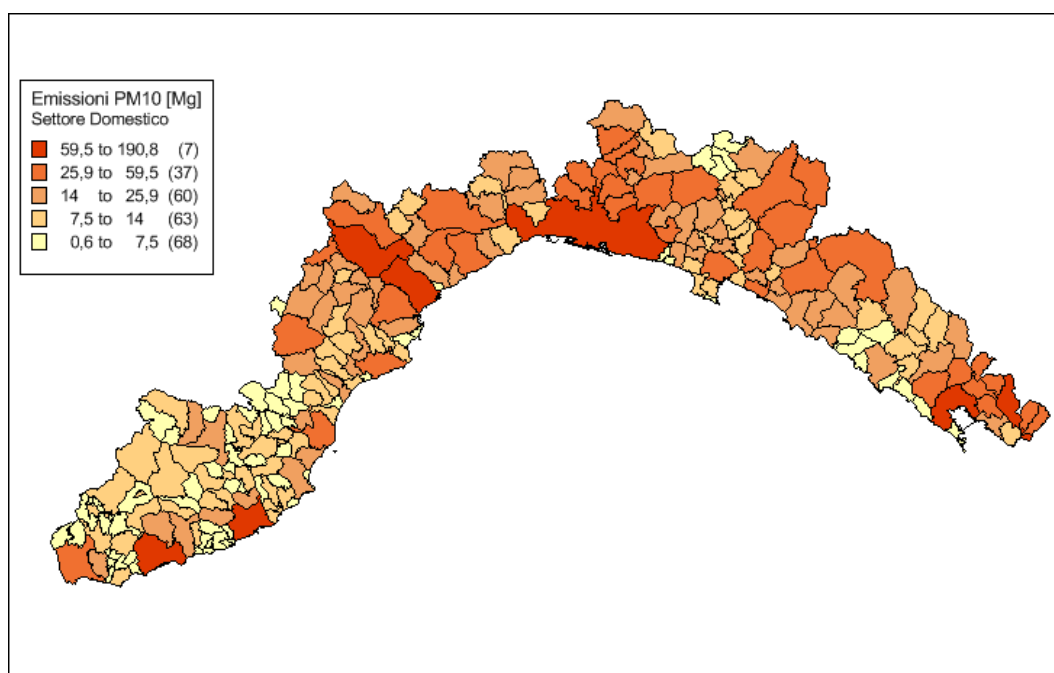 Emissioni PM10 [Mg]
Settore Domestico
59,5 to 190,8 (7)
25,9 to 59,5 (37)
14 to 25,9 (60)
7,5 to 14 (63)
0,6 to 7,5 (68)